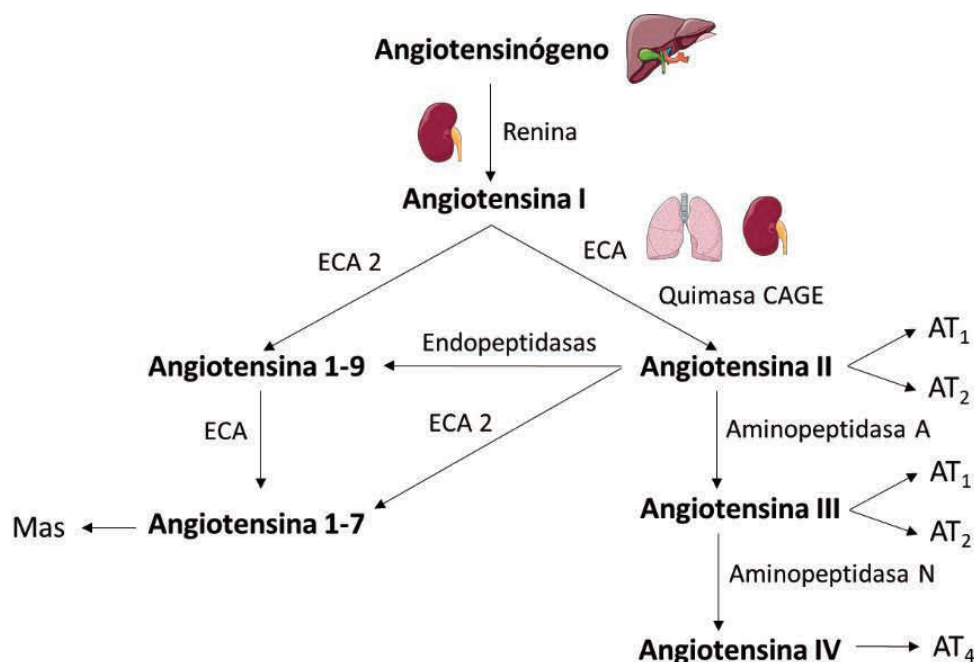 Angiotensinógeno
Renina
Angiotensina I
ECA 2
ECA
Quimasa CAGE
Angiotensina 1-9
Endopeptidasas
Angiotensina II
AT₁
AT₂
ECA
ECA 2
Aminopeptidasa A
Mas
Angiotensina 1-7
Angiotensina III
AT₁
AT₂
Aminopeptidasa N
Angiotensina IV
AT₄